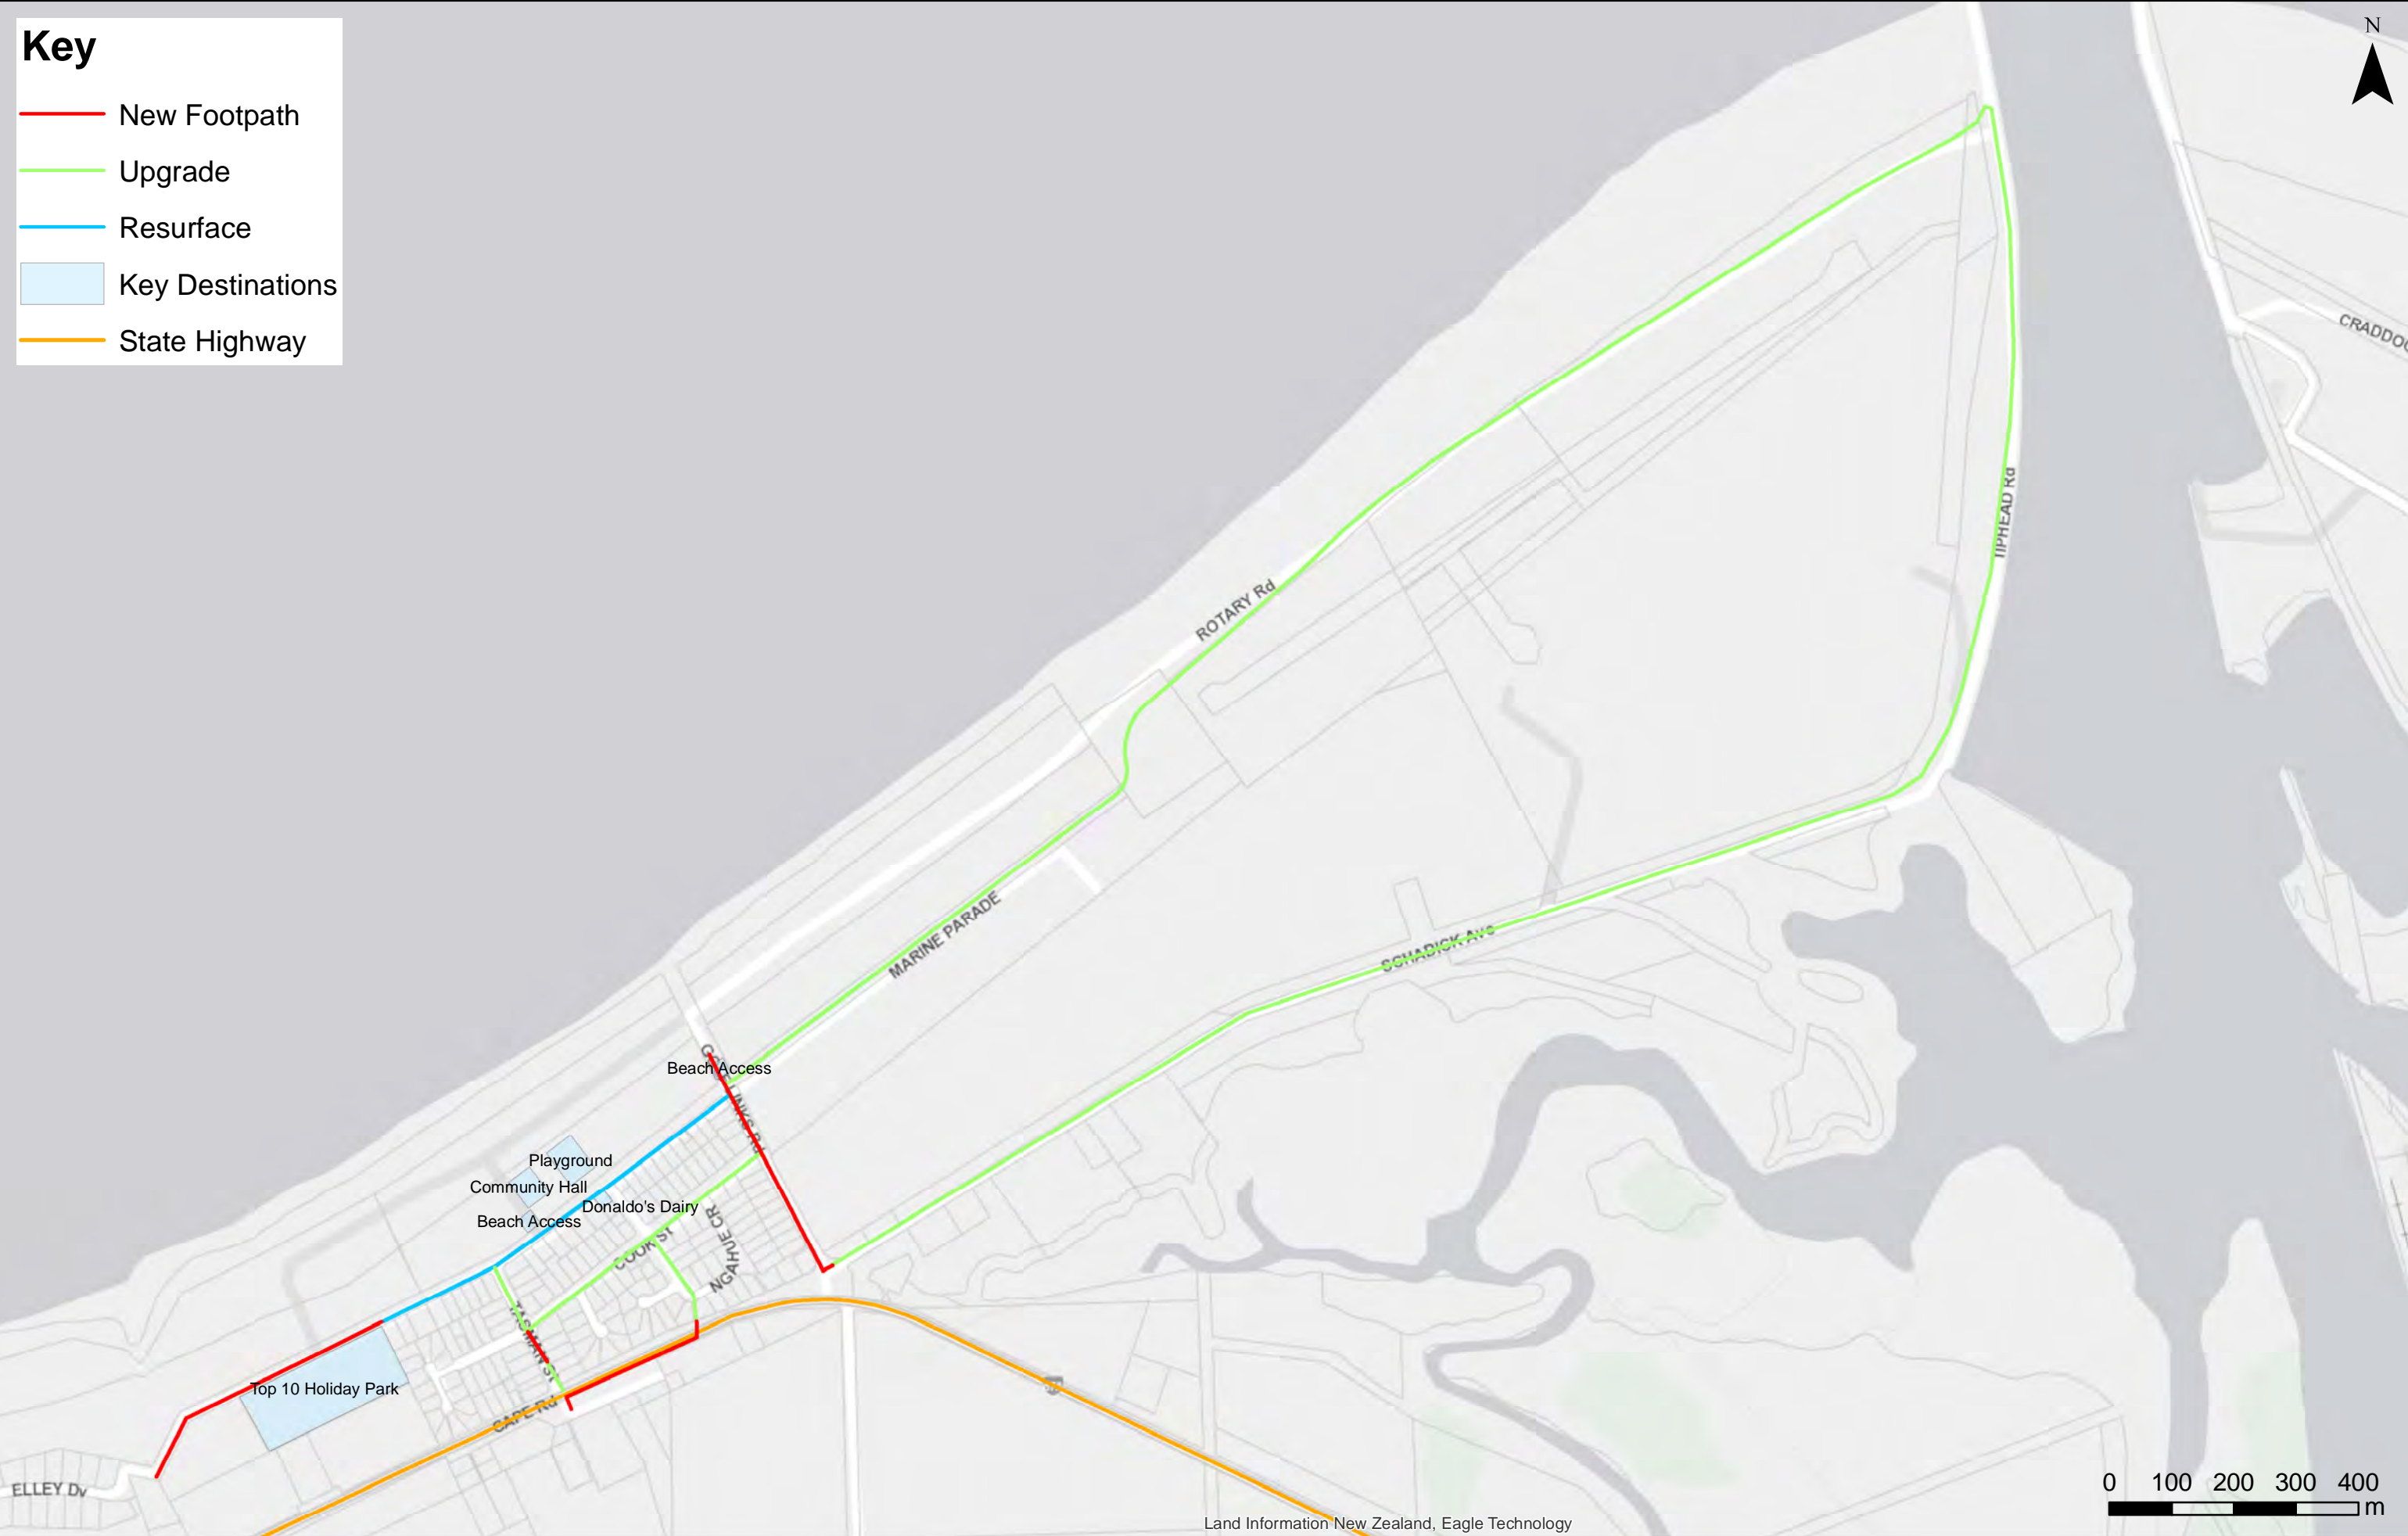 Key
New Footpath
Upgrade
Resurface
Key Destinations
State Highway
N
CRADDOC
TIPHEAD Rd
ROTARY Rd
MARINE PARADE
SCHADICK Ave
Beach Access
Playground
Community Hall
Donaldo's Dairy
Beach Access
COOK St
NGAHUE CR
TASMAN St
Top 10 Holiday Park
CAPE Rd
ELLEY Dv
0 100 200 300 400
m
Land Information New Zealand, Eagle Technology